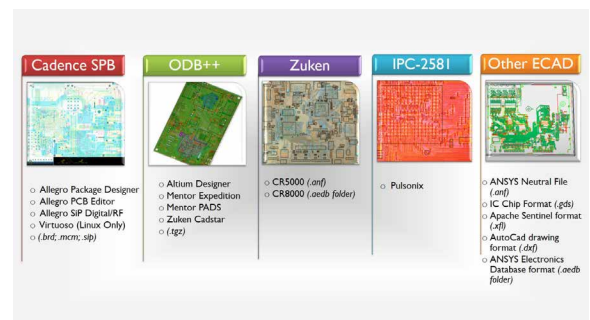 Cadence SPB
○ Allegro Package Designer
○ Allegro PCB Editor
○ Allegro SiP Digital/RF
○ Virtuoso (Linux Only)
○ (.brd; .mcm; .sip)
ODB++
○ Altium Designer
○ Mentor Expedition
○ Mentor PADS
○ Zuken Cadstar
○ (.tgz)
Zuken
○ CR5000 (.anf)
○ CR8000 (.aedb folder)
IPC-2581
○ Pulsonix
Other ECAD
○ ANSYS Neutral File
(.anf)
○ IC Chip Format (.gds)
○ Apache Sentinel format
(.xfl)
○ AutoCad drawing
format (.dxf)
○ ANSYS Electronics
Database format (.aedb
folder)